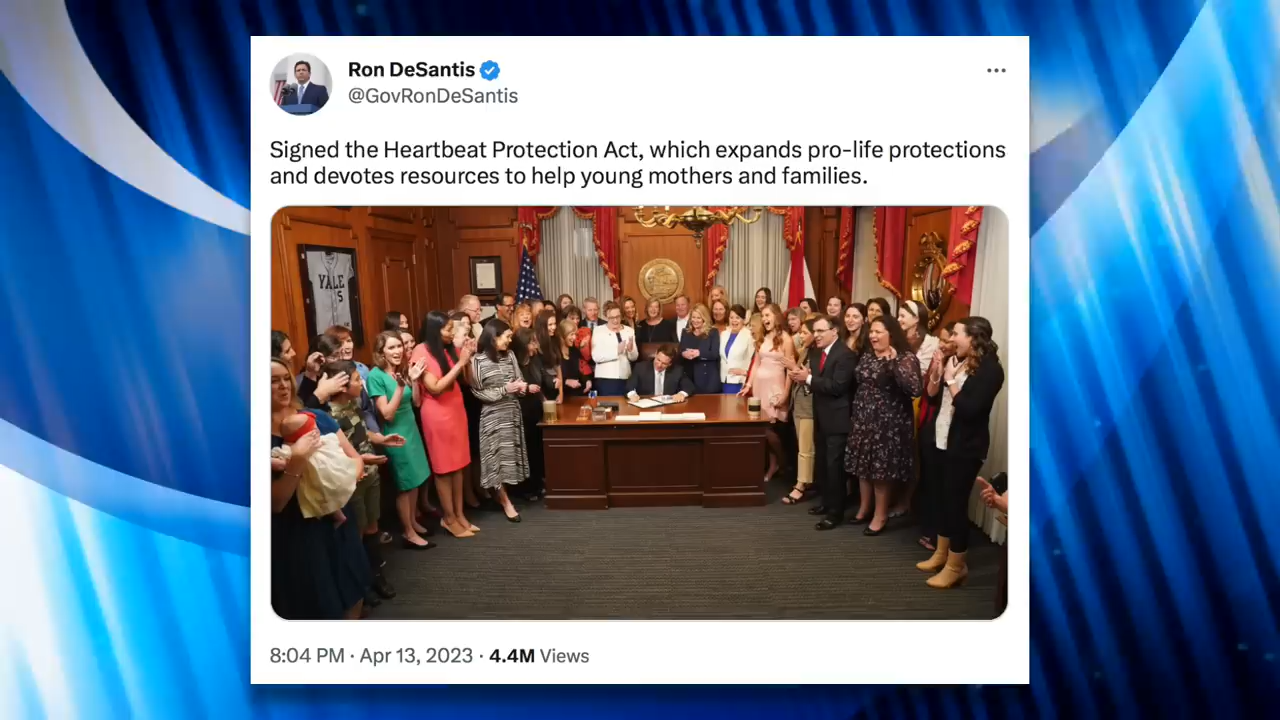 Ron DeSantis
@GovRonDeSantis
Signed the Heartbeat Protection Act, which expands pro-life protections
and devotes resources to help young mothers and families.
YALE
8:04 PM · Apr 13, 2023 · 4.4M Views